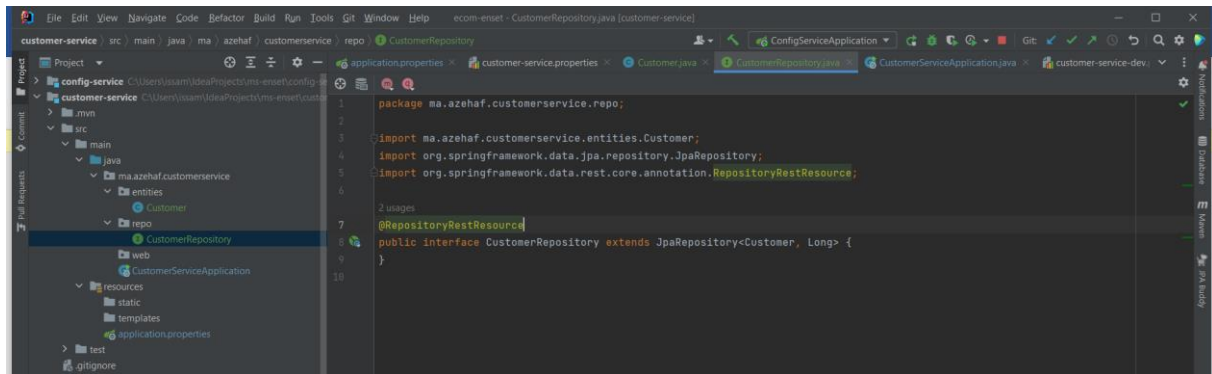 File Edit View Navigate Code Refactor Build Run Tools Git Window Help ecom-enset - CustomerRepository.java [customer-service]
customer-service src main java ma azehaf customerservice repo CustomerRepository ConfigServiceApplication Git:
Project application.properties customer-service.properties Customer.java CustomerRepository.java CustomerServiceApplication.java customer-service-dev.
config-service C:\Users\issam\IdeaProjects\ms-enset\config-se
customer-service C:\Users\issam\IdeaProjects\ms-enset\custor
.mvn
src
main
java
ma.azehaf.customerservice
entities
Customer
repo
CustomerRepository
web
CustomerServiceApplication
resources
static
templates
application.properties
test
.gitignore
1 package ma.azehaf.customerservice.repo;
2
3 import ma.azehaf.customerservice.entities.Customer;
4 import org.springframework.data.jpa.repository.JpaRepository;
5 import org.springframework.data.rest.core.annotation.RepositoryRestResource;
6
2 usages
7 @RepositoryRestResource
8 public interface CustomerRepository extends JpaRepository<Customer, Long> {
9 }
10
Project
Commit
Pull Requests
Notifications
Database
Maven
JPA Buddy